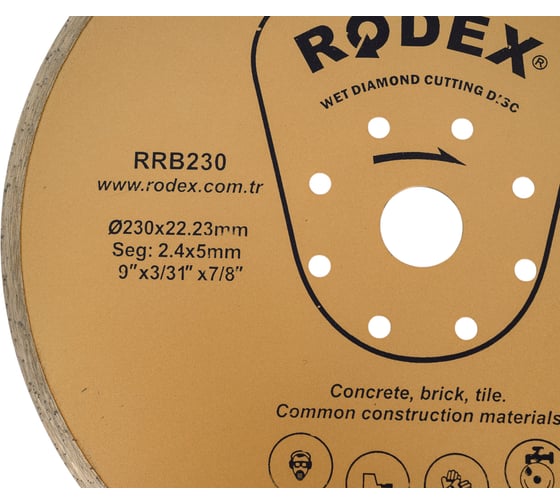 RODEX®
WET DIAMOND CUTTING DISC
RRB230
www.rodex.com.tr
Ø230x22.23mm
Seg: 2.4x5mm
9"x3/31" x7/8"
Concrete, brick, tile.
Common construction materials